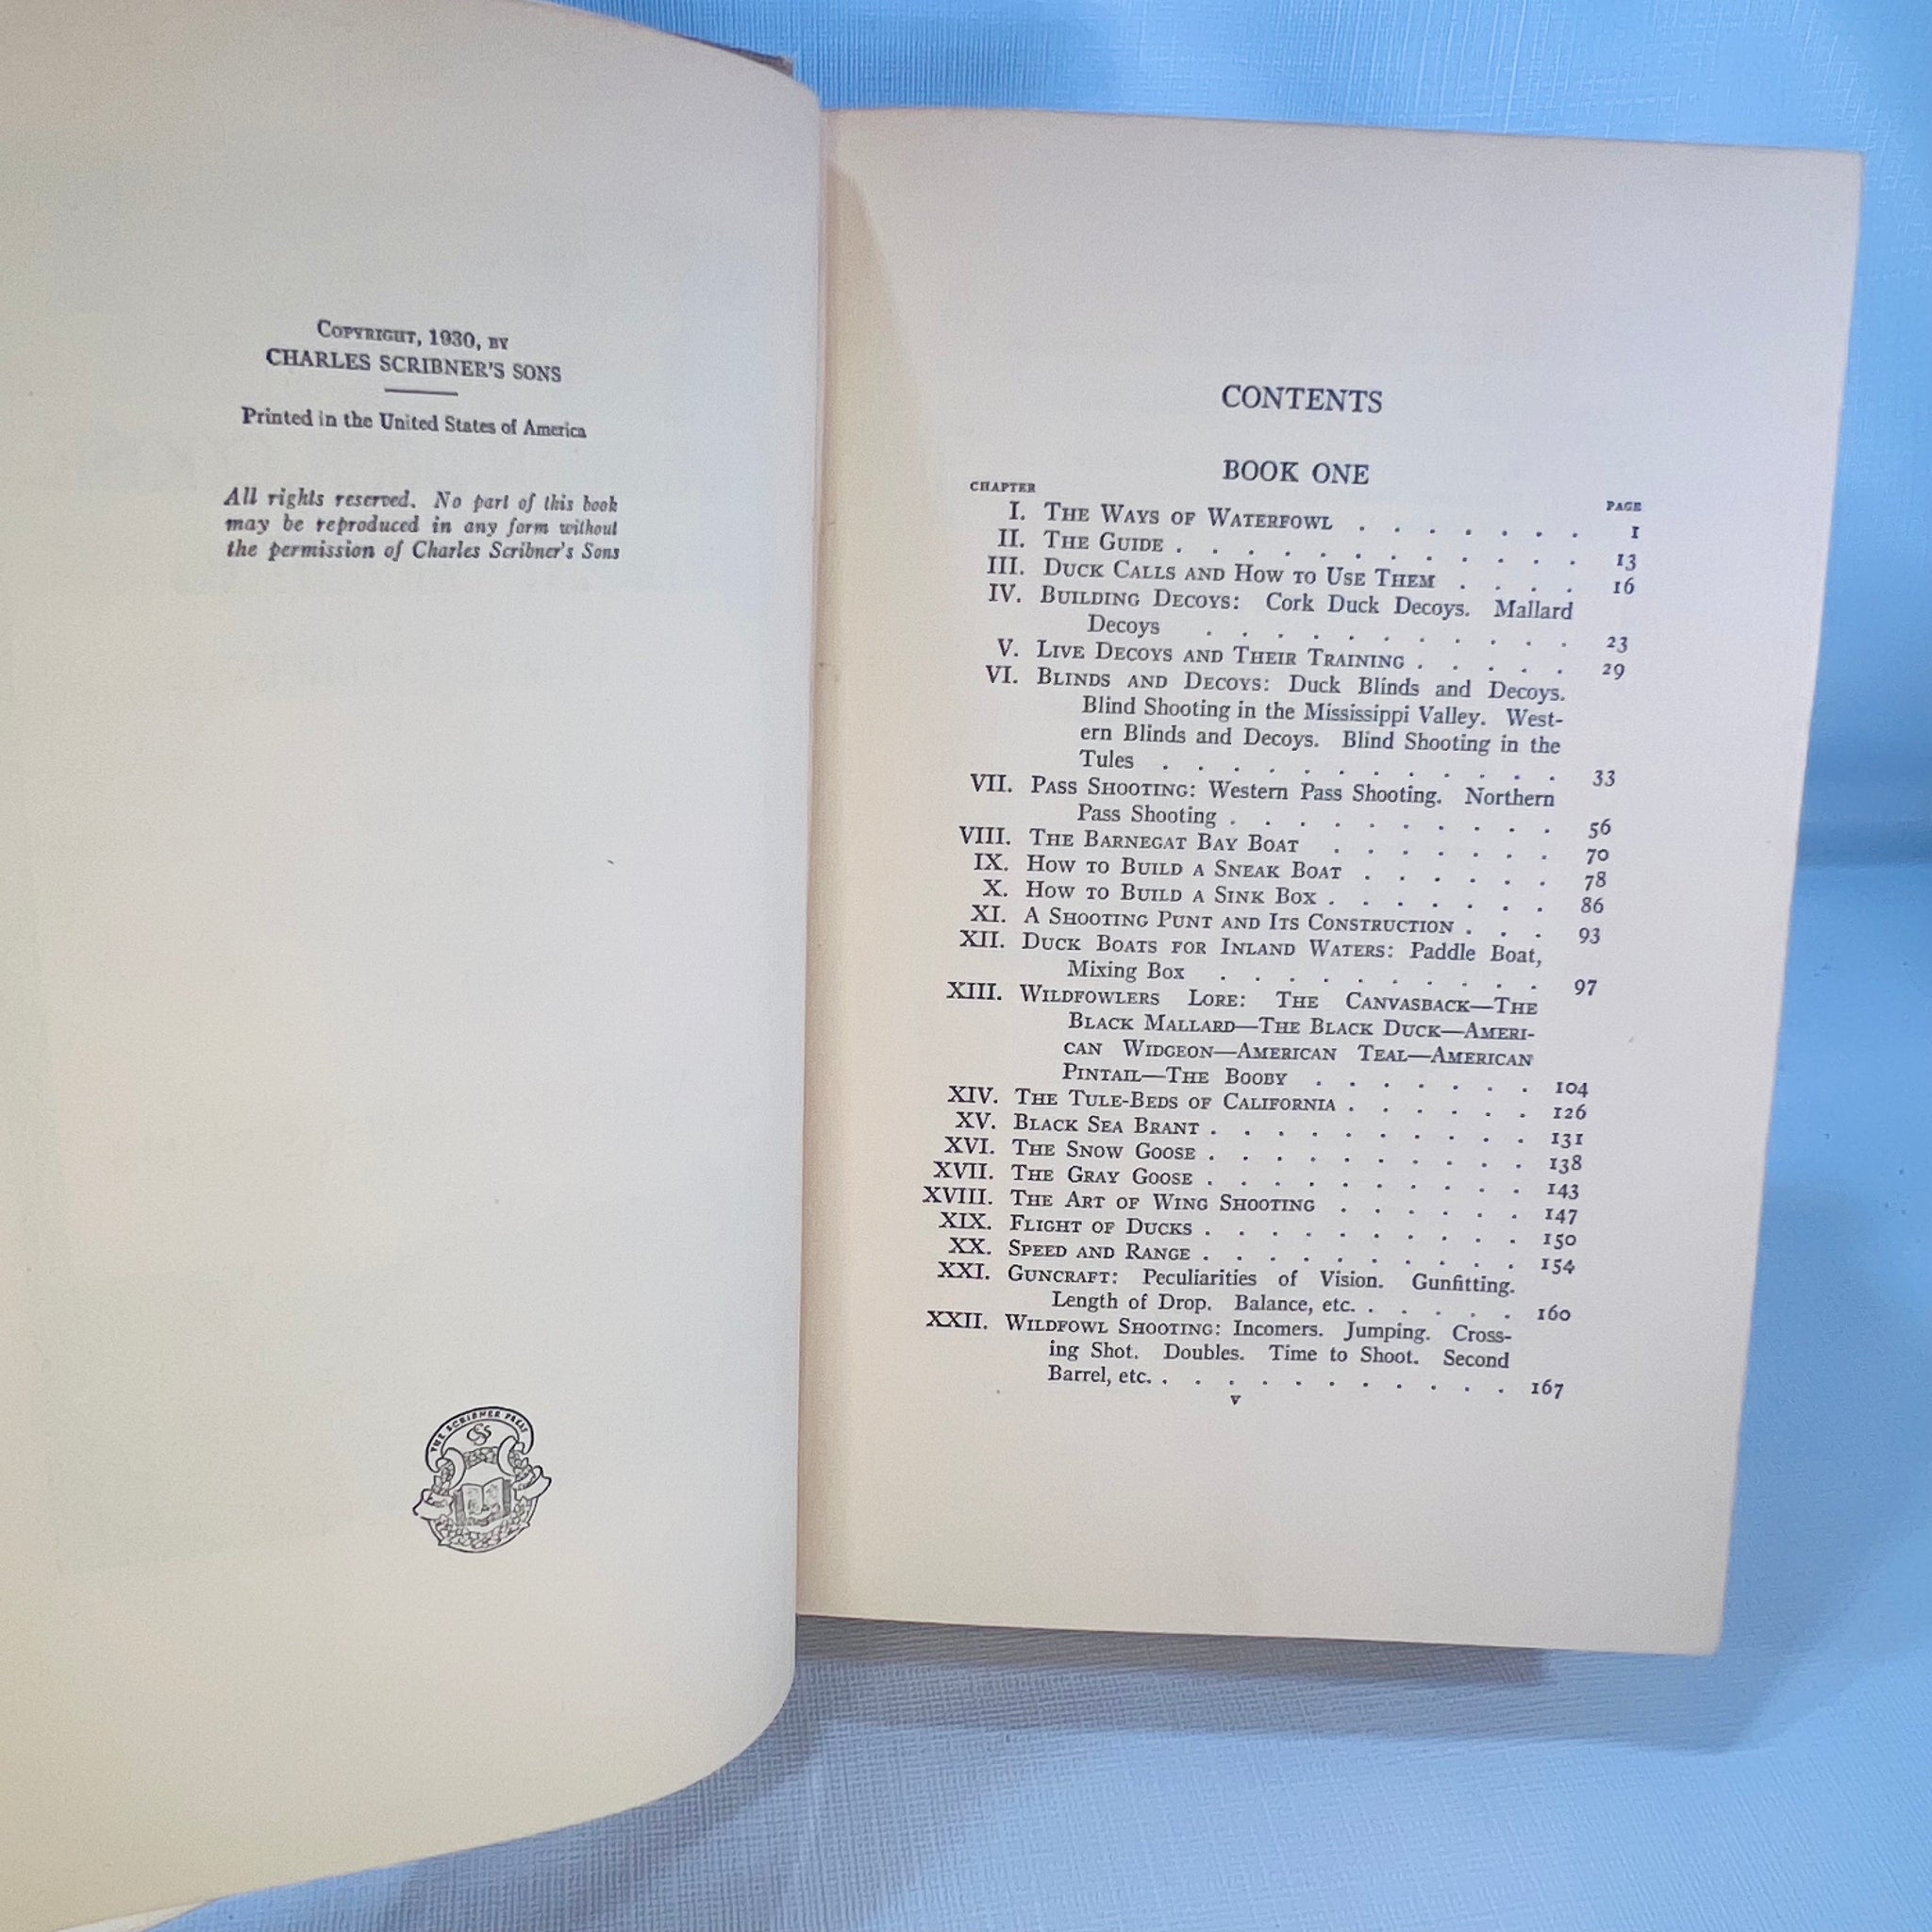 COPYRIGHT, 1930, BY
CHARLES SCRIBNER'S SONS
Printed in the United States of America
All rights reserved. No part of this book
may be reproduced in any form without
the permission of Charles Scribner's Sons
THE SCRIBNER PRESS
CSS
CONTENTS
BOOK ONE
CHAPTER PAGE
I. THE WAYS OF WATERFOWL . . . . . . . 1
II. THE GUIDE . . . . . . . . . . . . 13
III. DUCK CALLS AND HOW TO USE THEM . . . . 16
IV. BUILDING DECOYS: Cork Duck Decoys. Mallard
Decoys . . . . . . . . . . . 23
V. LIVE DECOYS AND THEIR TRAINING . . . . . 29
VI. BLINDS AND DECOYS: Duck Blinds and Decoys.
Blind Shooting in the Mississippi Valley. West-
ern Blinds and Decoys. Blind Shooting in the
Tules . . . . . . . . . . . . 33
VII. PASS SHOOTING: Western Pass Shooting. Northern
Pass Shooting . . . . . . . . . . 56
VIII. THE BARNEGAT BAY BOAT . . . . . . . 70
IX. HOW TO BUILD A SNEAK BOAT . . . . . . 78
X. HOW TO BUILD A SINK BOX . . . . . . . 86
XI. A SHOOTING PUNT AND ITS CONSTRUCTION . . . 93
XII. DUCK BOATS FOR INLAND WATERS: Paddle Boat,
Mixing Box . . . . . . . . . . 97
XIII. WILDFOWLERS LORE: THE CANVASBACK—THE
BLACK MALLARD—THE BLACK DUCK—AMERI-
CAN WIDGEON—AMERICAN TEAL—AMERICAN
PINTAIL—THE BOOBY . . . . . . . 104
XIV. THE TULE-BEDS OF CALIFORNIA . . . . . . 126
XV. BLACK SEA BRANT . . . . . . . . . . 131
XVI. THE SNOW GOOSE . . . . . . . . . . 138
XVII. THE GRAY GOOSE . . . . . . . . . . 143
XVIII. THE ART OF WING SHOOTING . . . . . . 147
XIX. FLIGHT OF DUCKS . . . . . . . . . . 150
XX. SPEED AND RANGE . . . . . . . . . . 154
XXI. GUNCRAFT: Peculiarities of Vision. Gunfitting.
Length of Drop. Balance, etc. . . . . . 160
XXII. WILDFOWL SHOOTING: Incomers. Jumping. Cross-
ing Shot. Doubles. Time to Shoot. Second
Barrel, etc. . . . . . . . . . . . 167
v